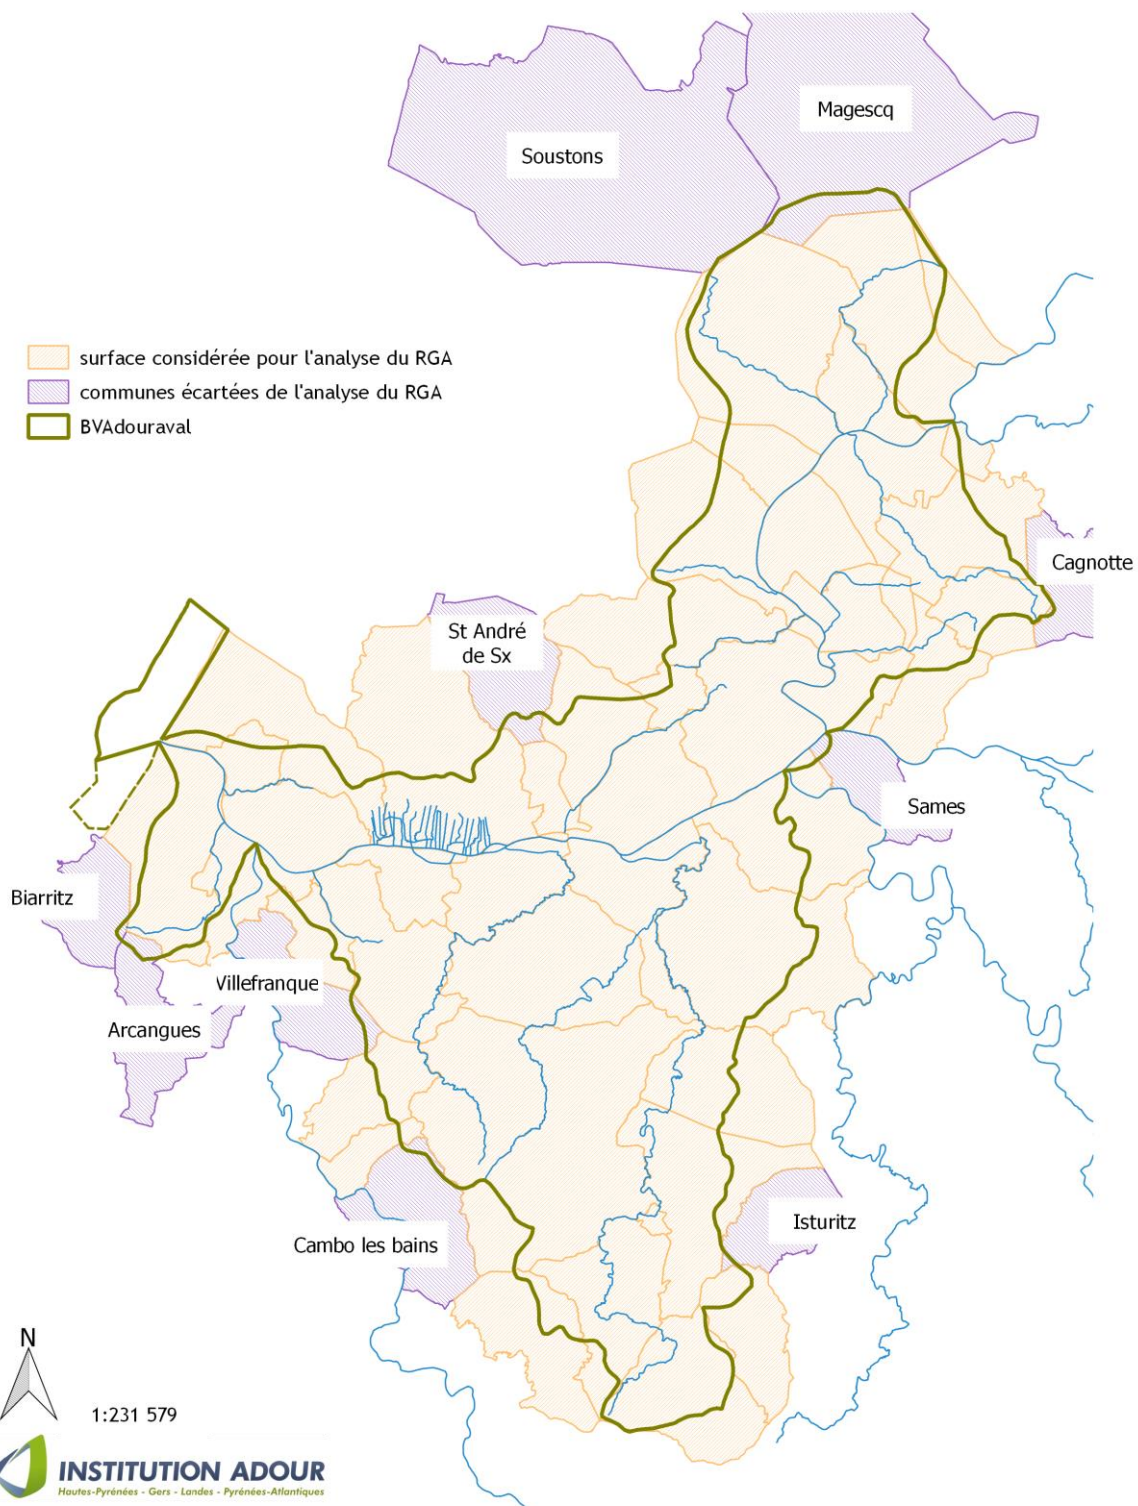 Magescq
Soustons
surface considérée pour l'analyse du RGA
communes écartées de l'analyse du RGA
BVAdouraval
Cagnotte
St André
de Sx
Sames
Biarritz
Villefranque
Arcangues
Isturitz
Cambo les bains
N
1:231 579
INSTITUTION ADOUR
Hautes-Pyrénées - Gers - Landes - Pyrénées-Atlantiques